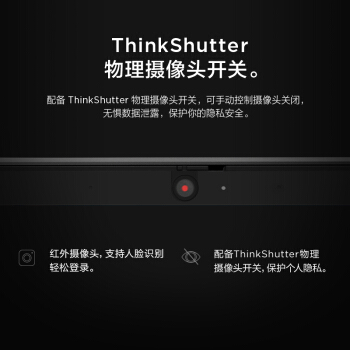 ThinkShutter
物理摄像头开关。
配备 ThinkShutter 物理摄像头开关，可手动控制摄像头关闭，
无惧数据泄露，保护你的隐私安全。
红外摄像头，支持人脸识别
轻松登录。
配备ThinkShutter物理
摄像头开关，保护个人隐私。